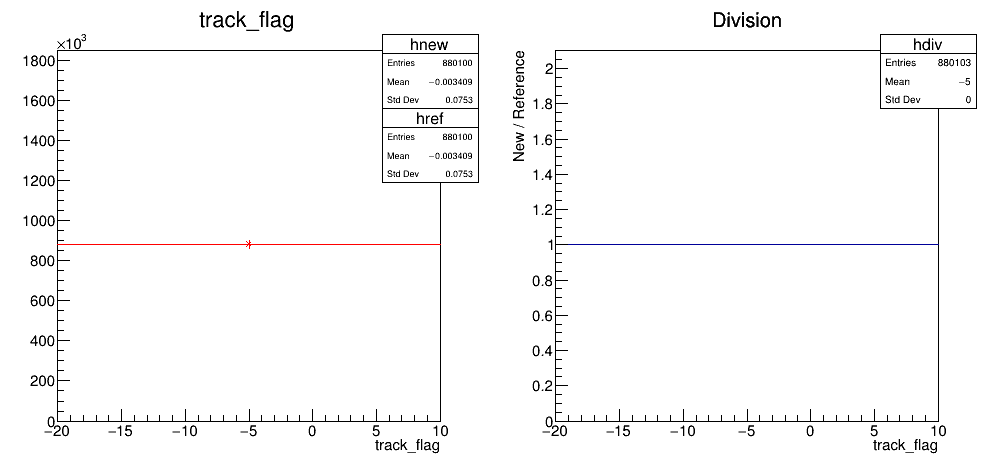 track_flag
×10³
hnew
Entries 880100
Mean −0.003409
Std Dev 0.0753
href
Entries 880100
Mean −0.003409
Std Dev 0.0753
1800
1600
1400
1200
1000
800
600
400
200
0
−20 −15 −10 −5 0 5 10
track_flag
Division
hdiv
Entries 880103
Mean −5
Std Dev 0
New / Reference
2
1.8
1.6
1.4
1.2
1
0.8
0.6
0.4
0.2
0
−20 −15 −10 −5 0 5 10
track_flag